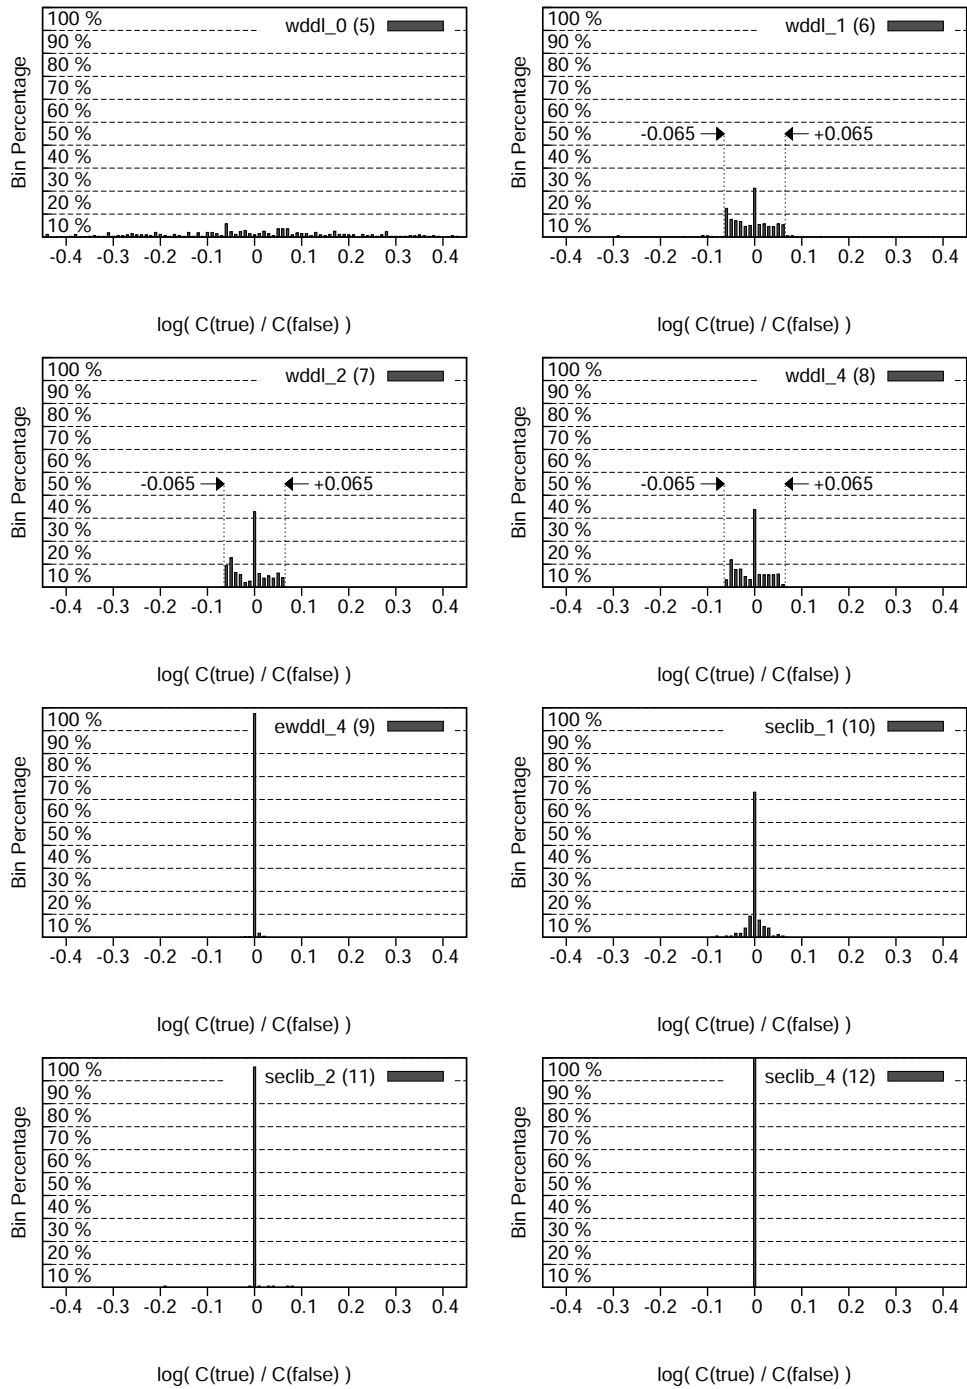 100 %
90 %
80 %
70 %
60 %
50 %
40 %
30 %
20 %
10 %
Bin Percentage
wddl_0 (5)
-0.4 -0.3 -0.2 -0.1 0 0.1 0.2 0.3 0.4
log( C(true) / C(false) )
100 %
90 %
80 %
70 %
60 %
50 %
40 %
30 %
20 %
10 %
Bin Percentage
wddl_1 (6)
-0.065 +0.065
-0.4 -0.3 -0.2 -0.1 0 0.1 0.2 0.3 0.4
log( C(true) / C(false) )
100 %
90 %
80 %
70 %
60 %
50 %
40 %
30 %
20 %
10 %
Bin Percentage
wddl_2 (7)
-0.065 +0.065
-0.4 -0.3 -0.2 -0.1 0 0.1 0.2 0.3 0.4
log( C(true) / C(false) )
100 %
90 %
80 %
70 %
60 %
50 %
40 %
30 %
20 %
10 %
Bin Percentage
wddl_4 (8)
-0.065 +0.065
-0.4 -0.3 -0.2 -0.1 0 0.1 0.2 0.3 0.4
log( C(true) / C(false) )
100 %
90 %
80 %
70 %
60 %
50 %
40 %
30 %
20 %
10 %
Bin Percentage
ewddl_4 (9)
-0.4 -0.3 -0.2 -0.1 0 0.1 0.2 0.3 0.4
log( C(true) / C(false) )
100 %
90 %
80 %
70 %
60 %
50 %
40 %
30 %
20 %
10 %
Bin Percentage
seclib_1 (10)
-0.4 -0.3 -0.2 -0.1 0 0.1 0.2 0.3 0.4
log( C(true) / C(false) )
100 %
90 %
80 %
70 %
60 %
50 %
40 %
30 %
20 %
10 %
Bin Percentage
seclib_2 (11)
-0.4 -0.3 -0.2 -0.1 0 0.1 0.2 0.3 0.4
log( C(true) / C(false) )
100 %
90 %
80 %
70 %
60 %
50 %
40 %
30 %
20 %
10 %
Bin Percentage
seclib_4 (12)
-0.4 -0.3 -0.2 -0.1 0 0.1 0.2 0.3 0.4
log( C(true) / C(false) )